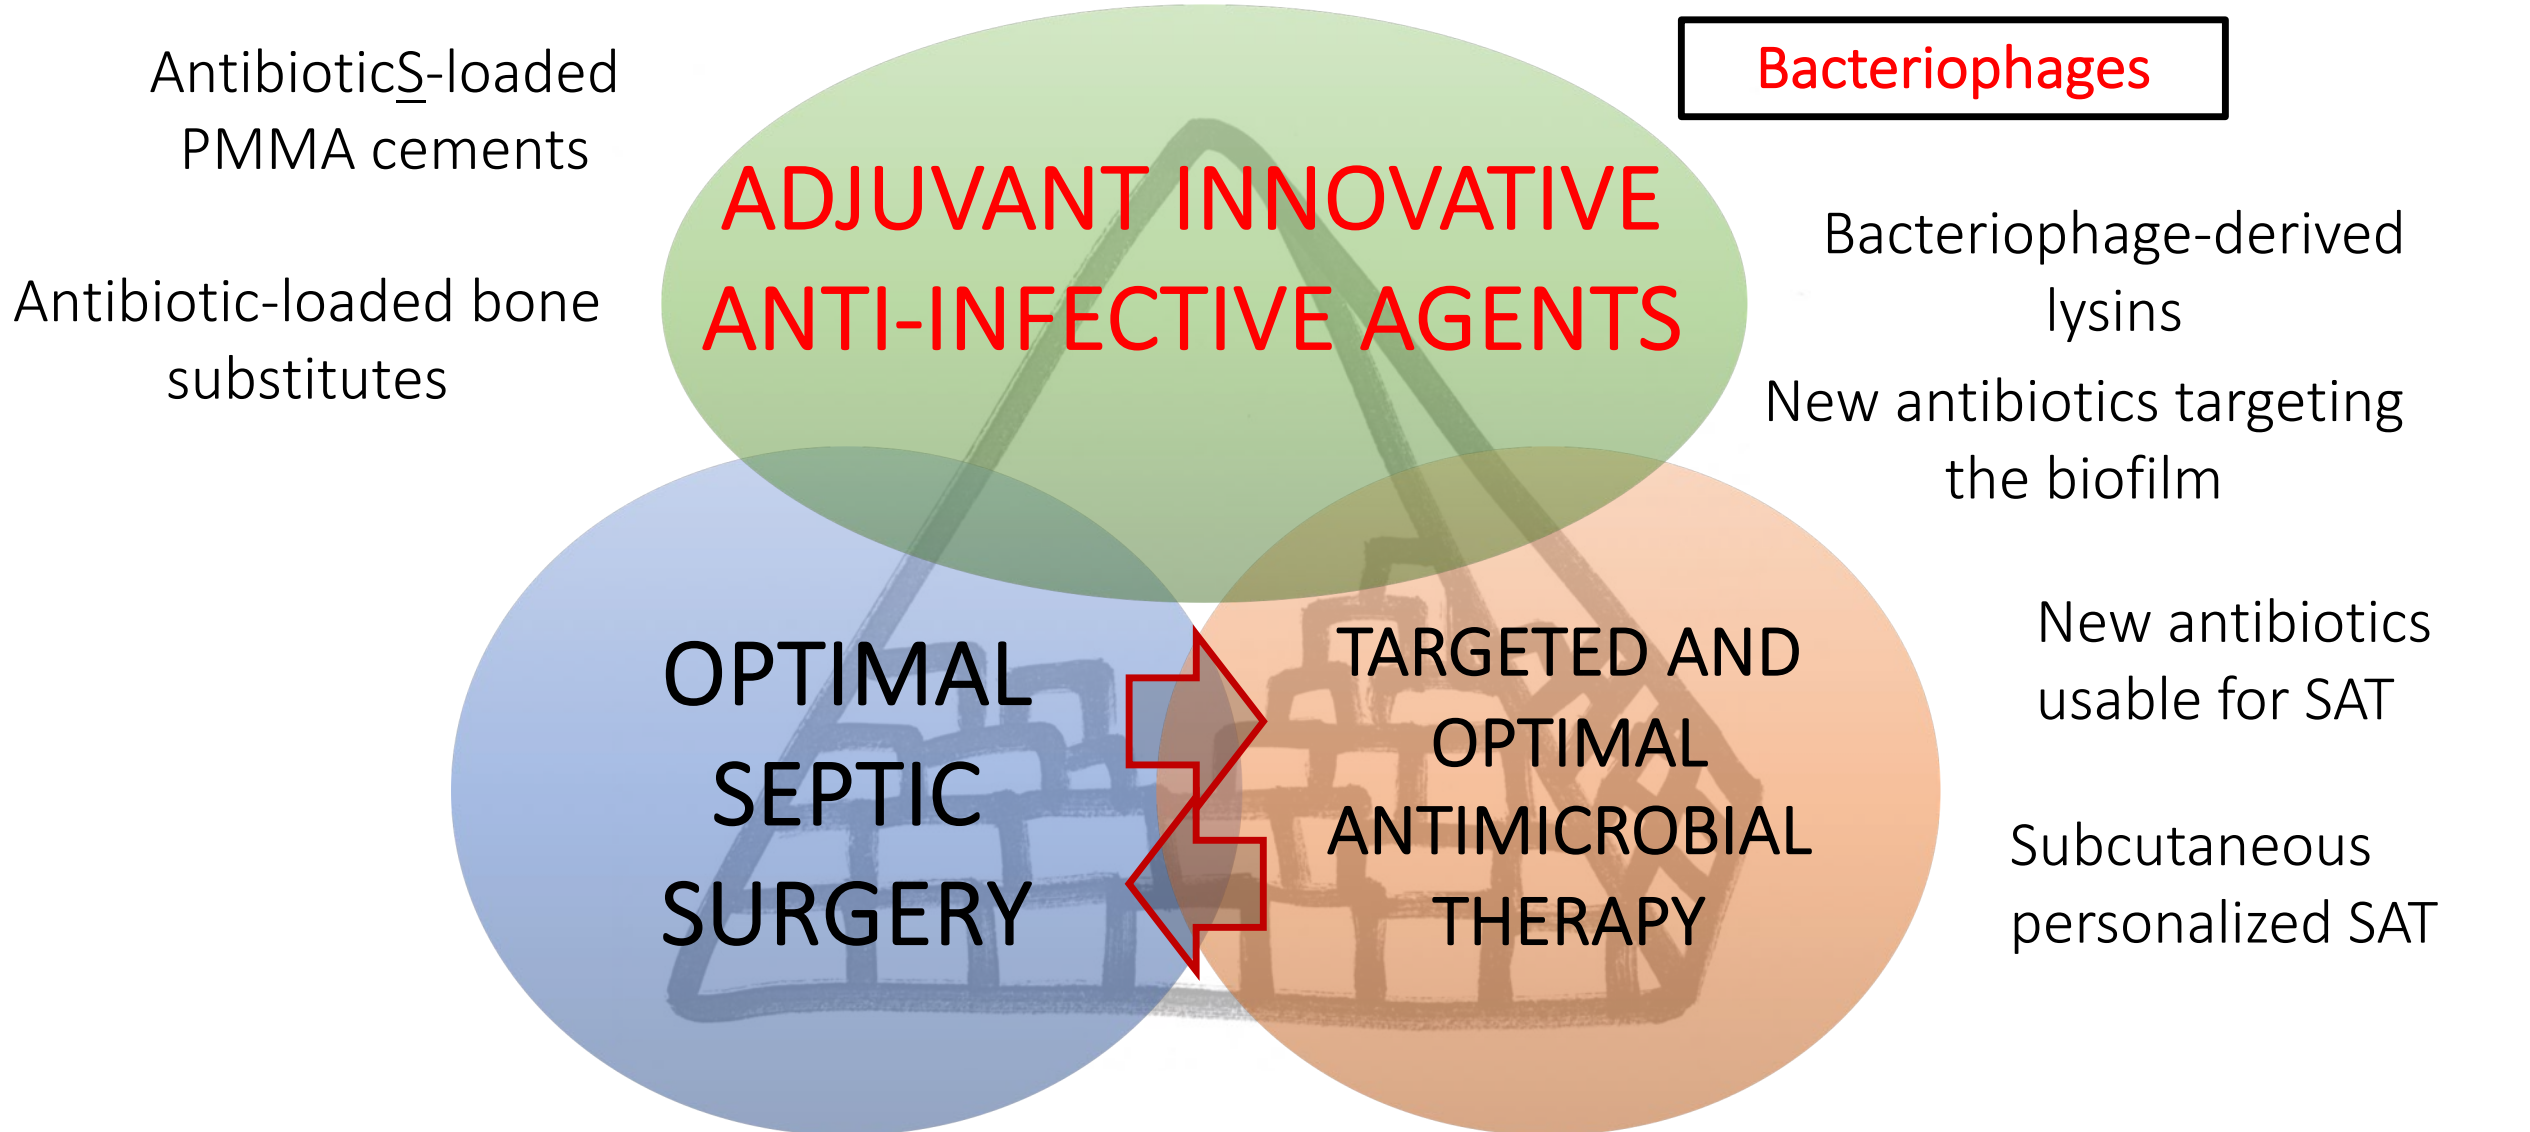 AntibioticS-loaded
PMMA cements
Antibiotic-loaded bone
substitutes
ADJUVANT INNOVATIVE
ANTI-INFECTIVE AGENTS
Bacteriophages
Bacteriophage-derived
lysins
New antibiotics targeting
the biofilm
OPTIMAL
SEPTIC
SURGERY
TARGETED AND
OPTIMAL
ANTIMICROBIAL
THERAPY
New antibiotics
usable for SAT
Subcutaneous
personalized SAT